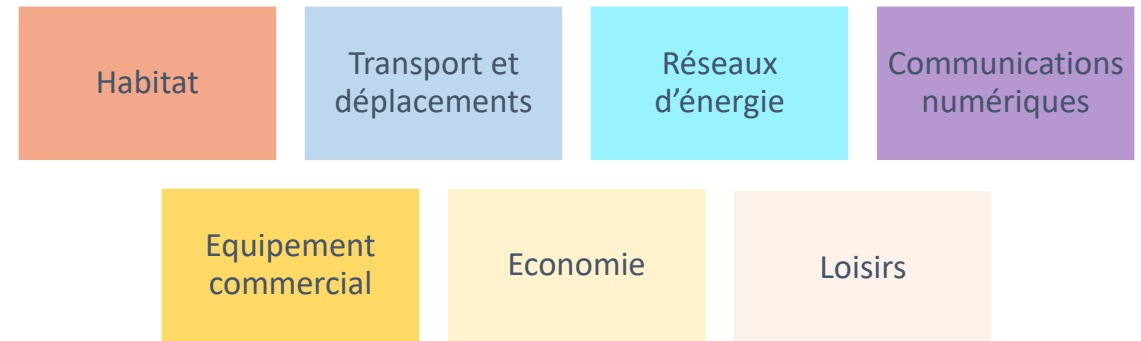 Habitat
Transport et
déplacements
Réseaux
d'énergie
Communications
numériques
Equipement
commercial
Economie
Loisirs